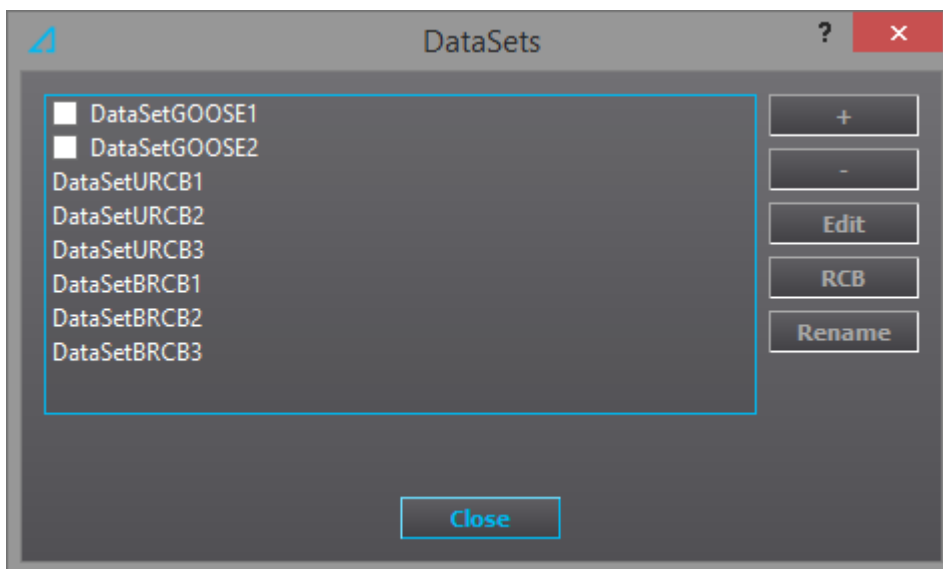 DataSets
?
×
DataSetGOOSE1
DataSetGOOSE2
DataSetURCB1
DataSetURCB2
DataSetURCB3
DataSetBRCB1
DataSetBRCB2
DataSetBRCB3
+
-
Edit
RCB
Rename
Close